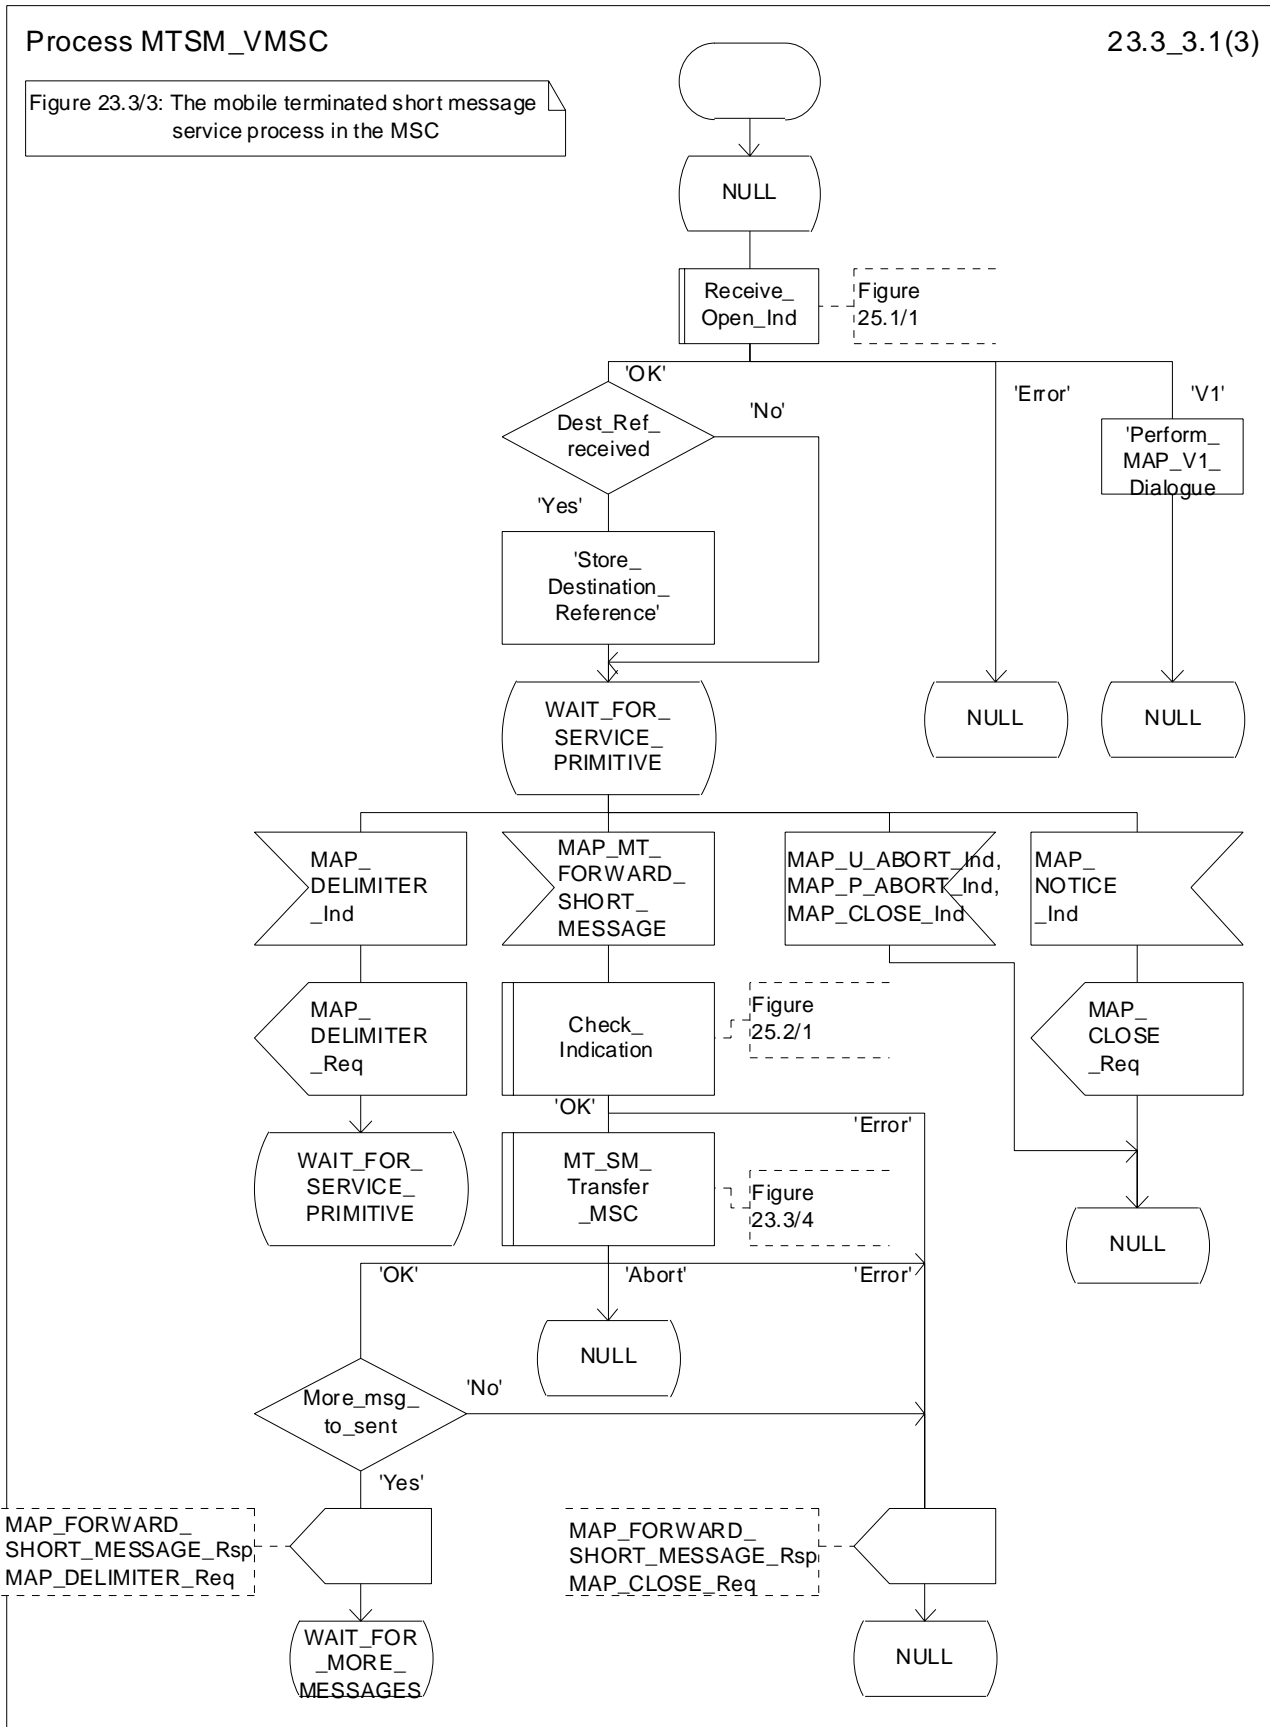 Process MTSM_VMSC
23.3_3.1(3)
Figure 23.3/3: The mobile terminated short message
service process in the MSC
NULL
Receive_
Open_Ind
Figure
25.1/1
'OK'
'No'
'Error'
'V1'
Dest_Ref_
received
'Perform_
MAP_V1_
Dialogue
'Yes'
'Store_
Destination_
Reference'
WAIT_FOR_
SERVICE_
PRIMITIVE
NULL
NULL
MAP_
DELIMITER
_Ind
MAP_MT_
FORWARD_
SHORT_
MESSAGE
MAP_U_ABORT_Ind,
MAP_P_ABORT_Ind,
MAP_CLOSE_Ind
MAP_
NOTICE
_Ind
MAP_
DELIMITER
_Req
Check_
Indication
Figure
25.2/1
MAP_
CLOSE
_Req
'OK'
'Error'
WAIT_FOR_
SERVICE_
PRIMITIVE
MT_SM_
Transfer
_MSC
Figure
23.3/4
NULL
'OK'
'Abort'
'Error'
NULL
More_msg_
to_sent
'No'
'Yes'
MAP_FORWARD_
SHORT_MESSAGE_Rsp
MAP_DELIMITER_Req
MAP_FORWARD_
SHORT_MESSAGE_Rsp
MAP_CLOSE_Req
WAIT_FOR
_MORE_
MESSAGES
NULL